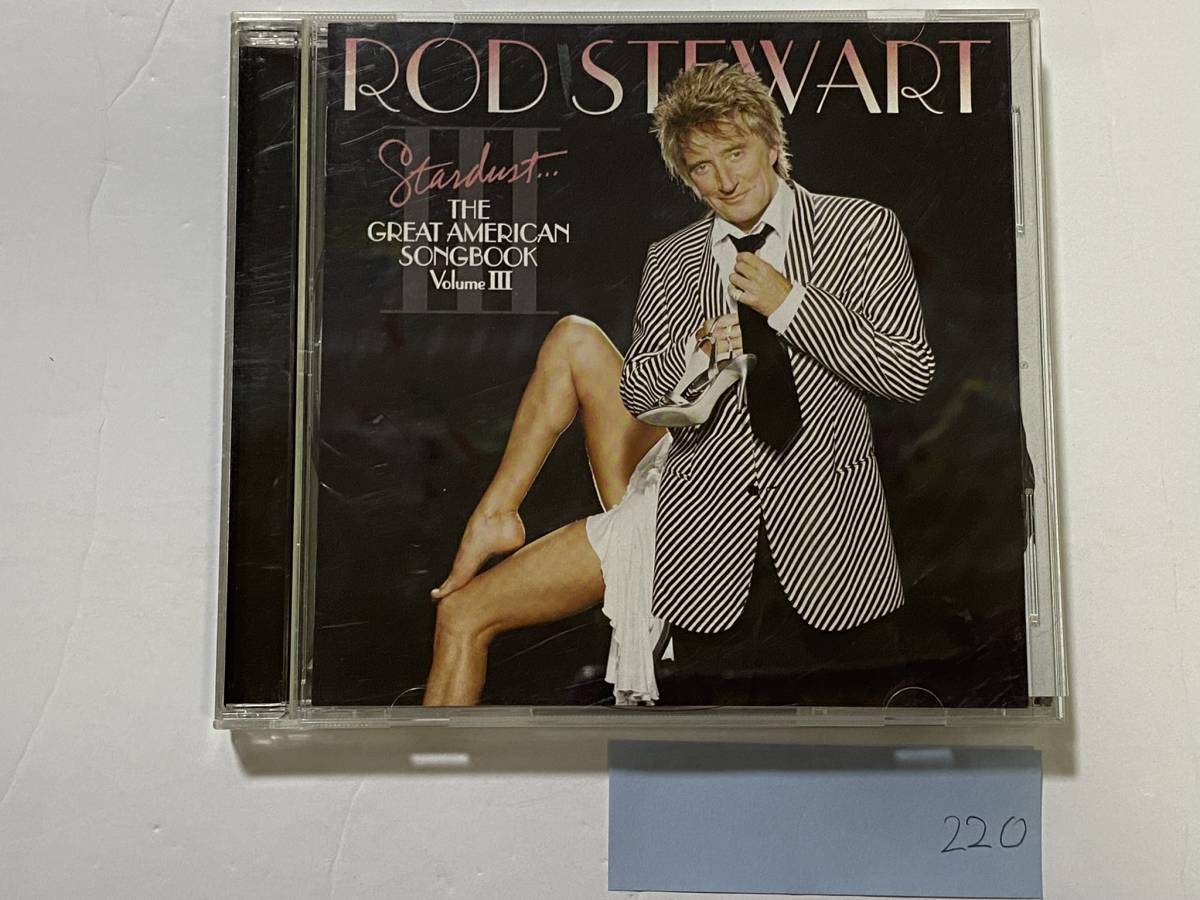 ROD STEWART
Stardust...
THE
GREAT AMERICAN
SONGBOOK
Volume III
220